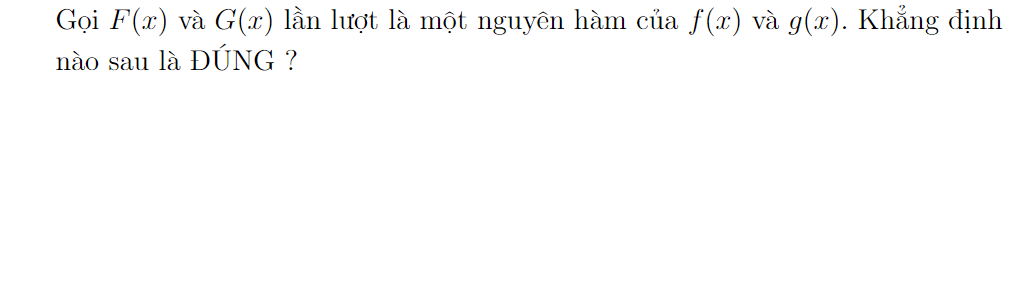 Gọi F(x) và G(x) lần lượt là một nguyên hàm của f(x) và g(x). Khẳng định
nào sau là ĐÚNG ?